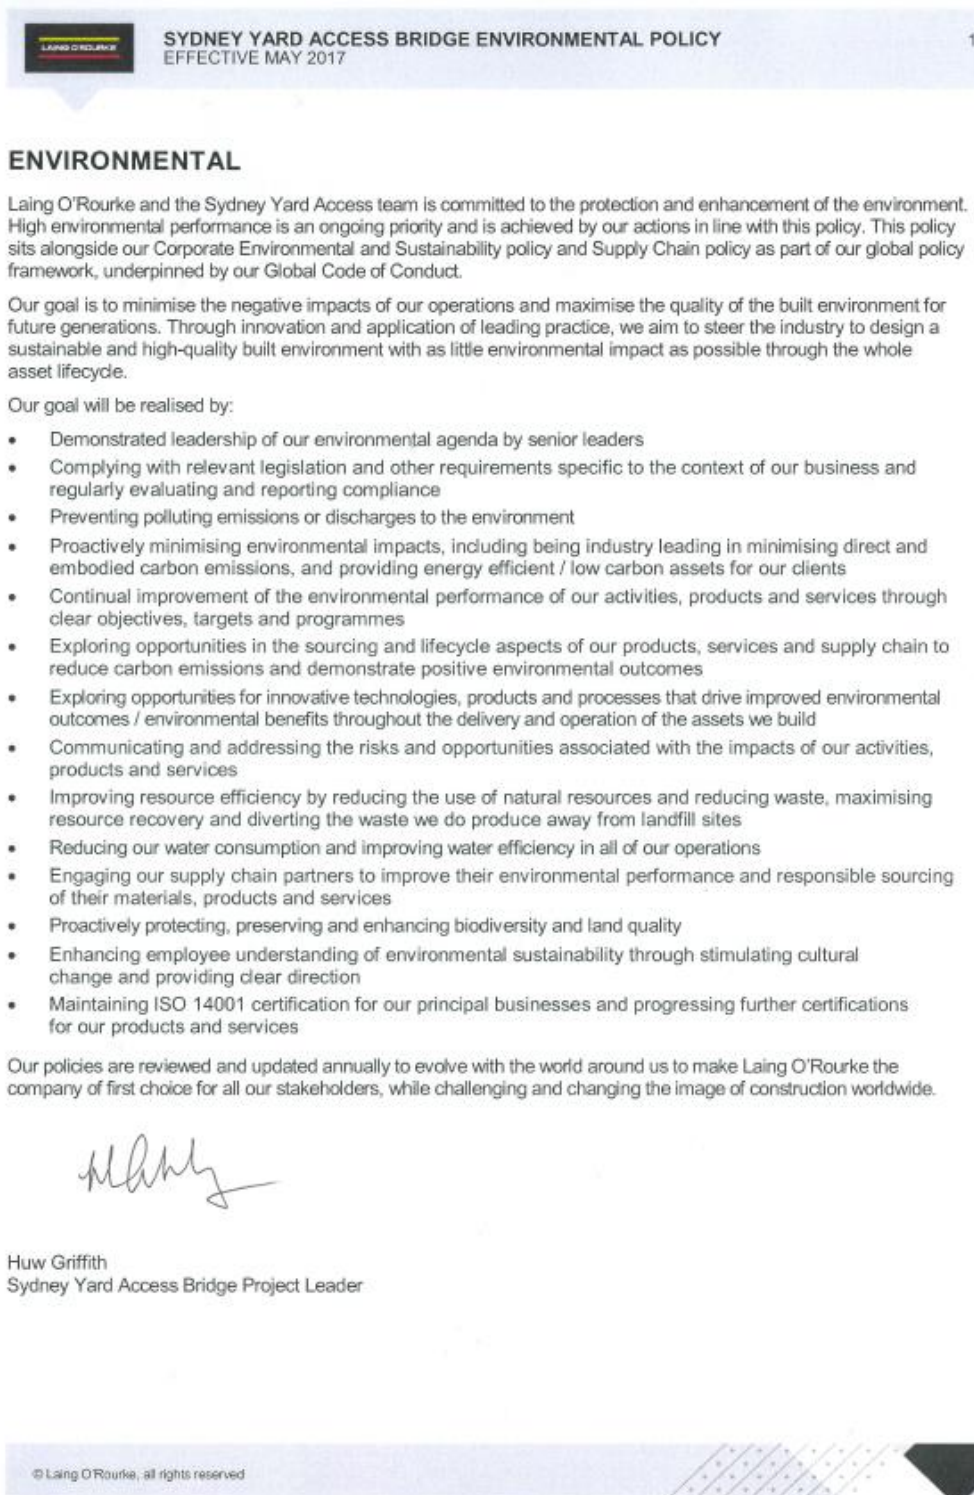 LAING O'ROURKE
SYDNEY YARD ACCESS BRIDGE ENVIRONMENTAL POLICY
EFFECTIVE MAY 2017
1
ENVIRONMENTAL
Laing O'Rourke and the Sydney Yard Access team is committed to the protection and enhancement of the environment.
High environmental performance is an ongoing priority and is achieved by our actions in line with this policy. This policy
sits alongside our Corporate Environmental and Sustainability policy and Supply Chain policy as part of our global policy
framework, underpinned by our Global Code of Conduct.
Our goal is to minimise the negative impacts of our operations and maximise the quality of the built environment for
future generations. Through innovation and application of leading practice, we aim to steer the industry to design a
sustainable and high-quality built environment with as little environmental impact as possible through the whole
asset lifecycle.
Our goal will be realised by:
• Demonstrated leadership of our environmental agenda by senior leaders
• Complying with relevant legislation and other requirements specific to the context of our business and
regularly evaluating and reporting compliance
• Preventing polluting emissions or discharges to the environment
• Proactively minimising environmental impacts, including being industry leading in minimising direct and
embodied carbon emissions, and providing energy efficient / low carbon assets for our clients
• Continual improvement of the environmental performance of our activities, products and services through
clear objectives, targets and programmes
• Exploring opportunities in the sourcing and lifecycle aspects of our products, services and supply chain to
reduce carbon emissions and demonstrate positive environmental outcomes
• Exploring opportunities for innovative technologies, products and processes that drive improved environmental
outcomes / environmental benefits throughout the delivery and operation of the assets we build
• Communicating and addressing the risks and opportunities associated with the impacts of our activities,
products and services
• Improving resource efficiency by reducing the use of natural resources and reducing waste, maximising
resource recovery and diverting the waste we do produce away from landfill sites
• Reducing our water consumption and improving water efficiency in all of our operations
• Engaging our supply chain partners to improve their environmental performance and responsible sourcing
of their materials, products and services
• Proactively protecting, preserving and enhancing biodiversity and land quality
• Enhancing employee understanding of environmental sustainability through stimulating cultural
change and providing clear direction
• Maintaining ISO 14001 certification for our principal businesses and progressing further certifications
for our products and services
Our policies are reviewed and updated annually to evolve with the world around us to make Laing O'Rourke the
company of first choice for all our stakeholders, while challenging and changing the image of construction worldwide.
Huw Griffith
Sydney Yard Access Bridge Project Leader
© Laing O'Rourke, all rights reserved